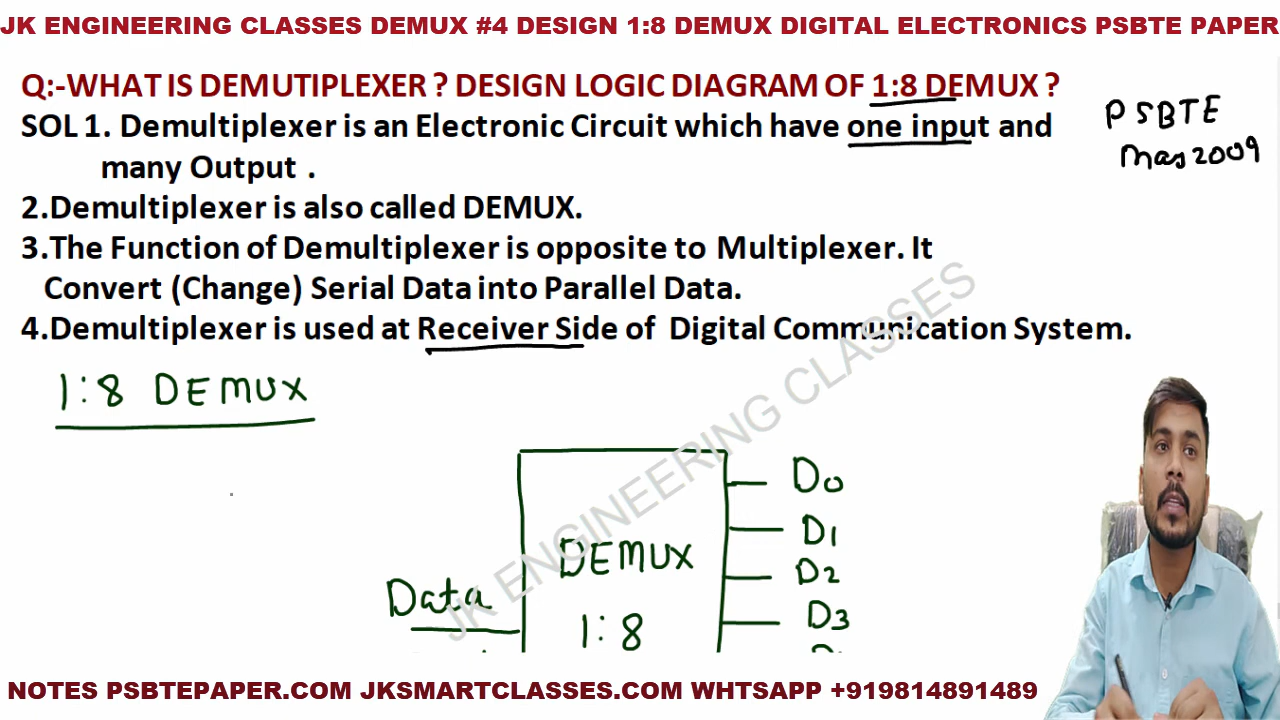 JK ENGINEERING CLASSES DEMUX #4 DESIGN 1:8 DEMUX DIGITAL ELECTRONICS PSBTE PAPER
Q:-WHAT IS DEMUTIPLEXER ? DESIGN LOGIC DIAGRAM OF 1:8 DEMUX ?
SOL 1. Demultiplexer is an Electronic Circuit which have one input and
many Output .
PSBTE
May 2009
2.Demultiplexer is also called DEMUX.
3.The Function of Demultiplexer is opposite to Multiplexer. It
Convert (Change) Serial Data into Parallel Data.
4.Demultiplexer is used at Receiver Side of Digital Communication System.
1:8 DEMUX
D0
D1
DEMUX
D2
Data
D3
1:8
JK ENGINEERING CLASSES
NOTES PSBTEPAPER.COM JKSMARTCLASSES.COM WHTSAPP +919814891489